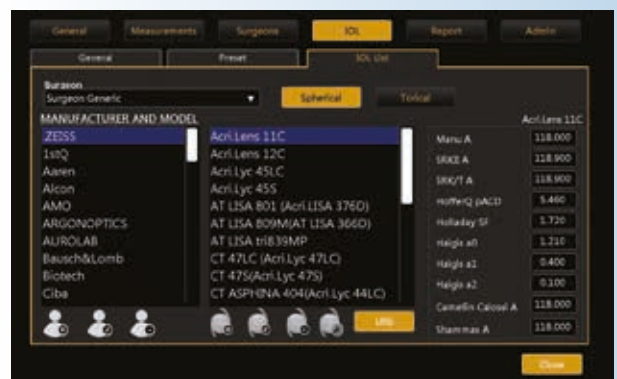 General Measurements Surgeons IOL Report Admin
General Preset IOL List
Surgeon
Surgeon Generic Spherical Torical
MANUFACTURER AND MODEL Acri.Lens 11C
ZEISS
1stQ
Aaren
Alcon
AMO
ARGONOPTICS
AUROLAB
Bausch&Lomb
Biotech
Ciba
Acri.Lens 11C
Acri.Lens 12C
Acri.Lyc 45LC
Acri.Lyc 45S
AT LISA 801 (Acri.LISA 376D)
AT LISA 809M(AT LISA 366D)
AT LISA tri839MP
CT 47LC (Acri.Lyc 47LC)
CT 47S(Acri.Lyc 47S)
CT ASPHINA 404(Acri.Lyc 44LC)
Manu A 118.000
SRKII A 118.900
SRK/T A 118.900
HofferQ pACD 5.460
Holladay SF 1.720
Haigis a0 1.210
Haigis a1 0.400
Haigis a2 0.100
Camellin Calossi A 118.000
Shammas A 118.000
Close